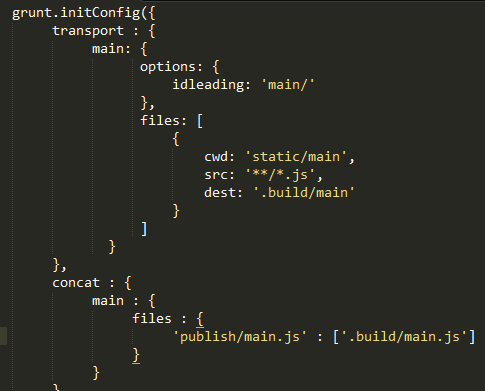 grunt.initConfig({
transport : {
main: {
options: {
idleading: 'main/'
},
files: [
{
cwd: 'static/main',
src: '**/*.js',
dest: '.build/main'
}
]
}
},
concat : {
main : {
files : {
'publish/main.js' : ['.build/main.js']
}
}
}